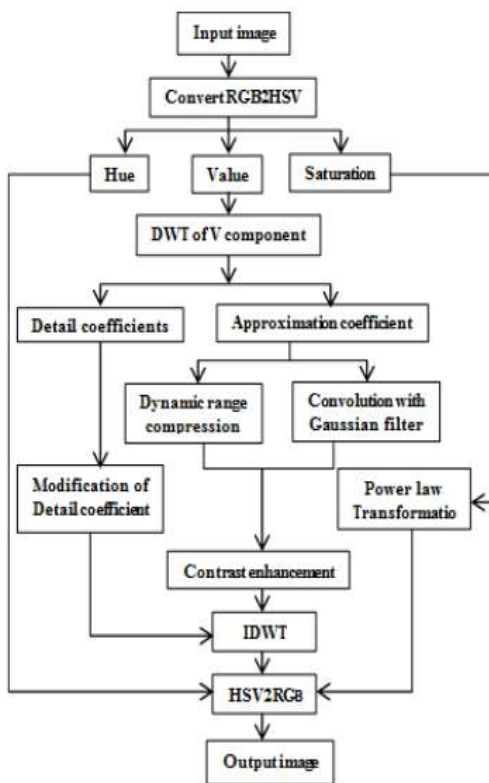 Input image
Convert RGB2HSV
Hue
Value
Saturation
DWT of V component
Detail coefficients
Approximation coefficient
Dynamic range
compression
Convolution with
Gaussian filter
Modification of
Detail coefficient
Power law
Transformatio
Contrast enhancement
IDWT
HSV2RGB
Output image